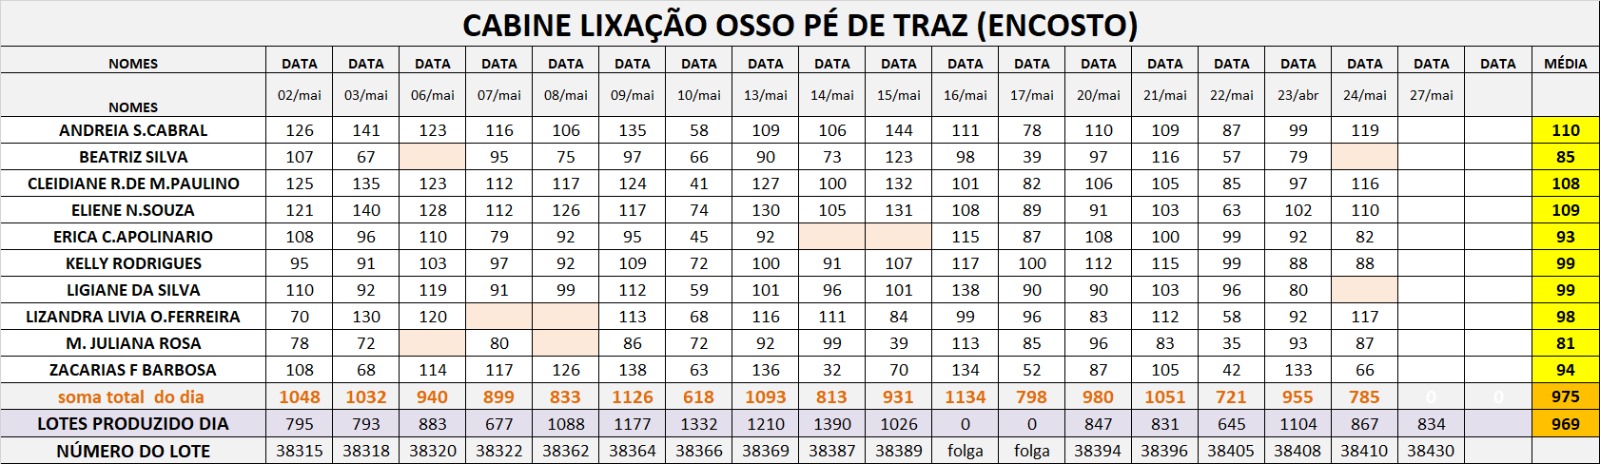 CABINE LIXAÇÃO OSSO PÉ DE TRAZ (ENCOSTO)
NOMES DATA DATA DATA DATA DATA DATA DATA DATA DATA DATA DATA DATA DATA DATA DATA DATA DATA DATA DATA MÉDIA
NOMES 02/mai 03/mai 06/mai 07/mai 08/mai 09/mai 10/mai 13/mai 14/mai 15/mai 16/mai 17/mai 20/mai 21/mai 22/mai 23/abr 24/mai 27/mai
ANDREIA S.CABRAL 126 141 123 116 106 135 58 109 106 144 111 78 110 109 87 99 119 110
BEATRIZ SILVA 107 67 95 75 97 66 90 73 123 98 39 97 116 57 79 85
CLEIDIANE R.DE M.PAULINO 125 135 123 112 117 124 41 127 100 132 101 82 106 105 85 97 116 108
ELIENE N.SOUZA 121 140 128 112 126 117 74 130 105 131 108 89 91 103 63 102 110 109
ERICA C.APOLINARIO 108 96 110 79 92 95 45 92 115 87 108 100 99 92 82 93
KELLY RODRIGUES 95 91 103 97 92 109 72 100 91 107 117 100 112 115 99 88 88 99
LIGIANE DA SILVA 110 92 119 91 99 112 59 101 96 101 138 90 90 103 96 80 99
LIZANDRA LIVIA O.FERREIRA 70 130 120 113 68 116 111 84 99 96 83 112 58 92 117 98
M. JULIANA ROSA 78 72 80 86 72 92 99 39 113 85 96 83 35 93 87 81
ZACARIAS F BARBOSA 108 68 114 117 126 138 63 136 32 70 134 52 87 105 42 133 66 94
soma total do dia 1048 1032 940 899 833 1126 618 1093 813 931 1134 798 980 1051 721 955 785 0 0 975
LOTES PRODUZIDO DIA 795 793 883 677 1088 1177 1332 1210 1390 1026 0 0 847 831 645 1104 867 834 969
NÚMERO DO LOTE 38315 38318 38320 38322 38362 38364 38366 38369 38387 38389 folga folga 38394 38396 38405 38408 38410 38430